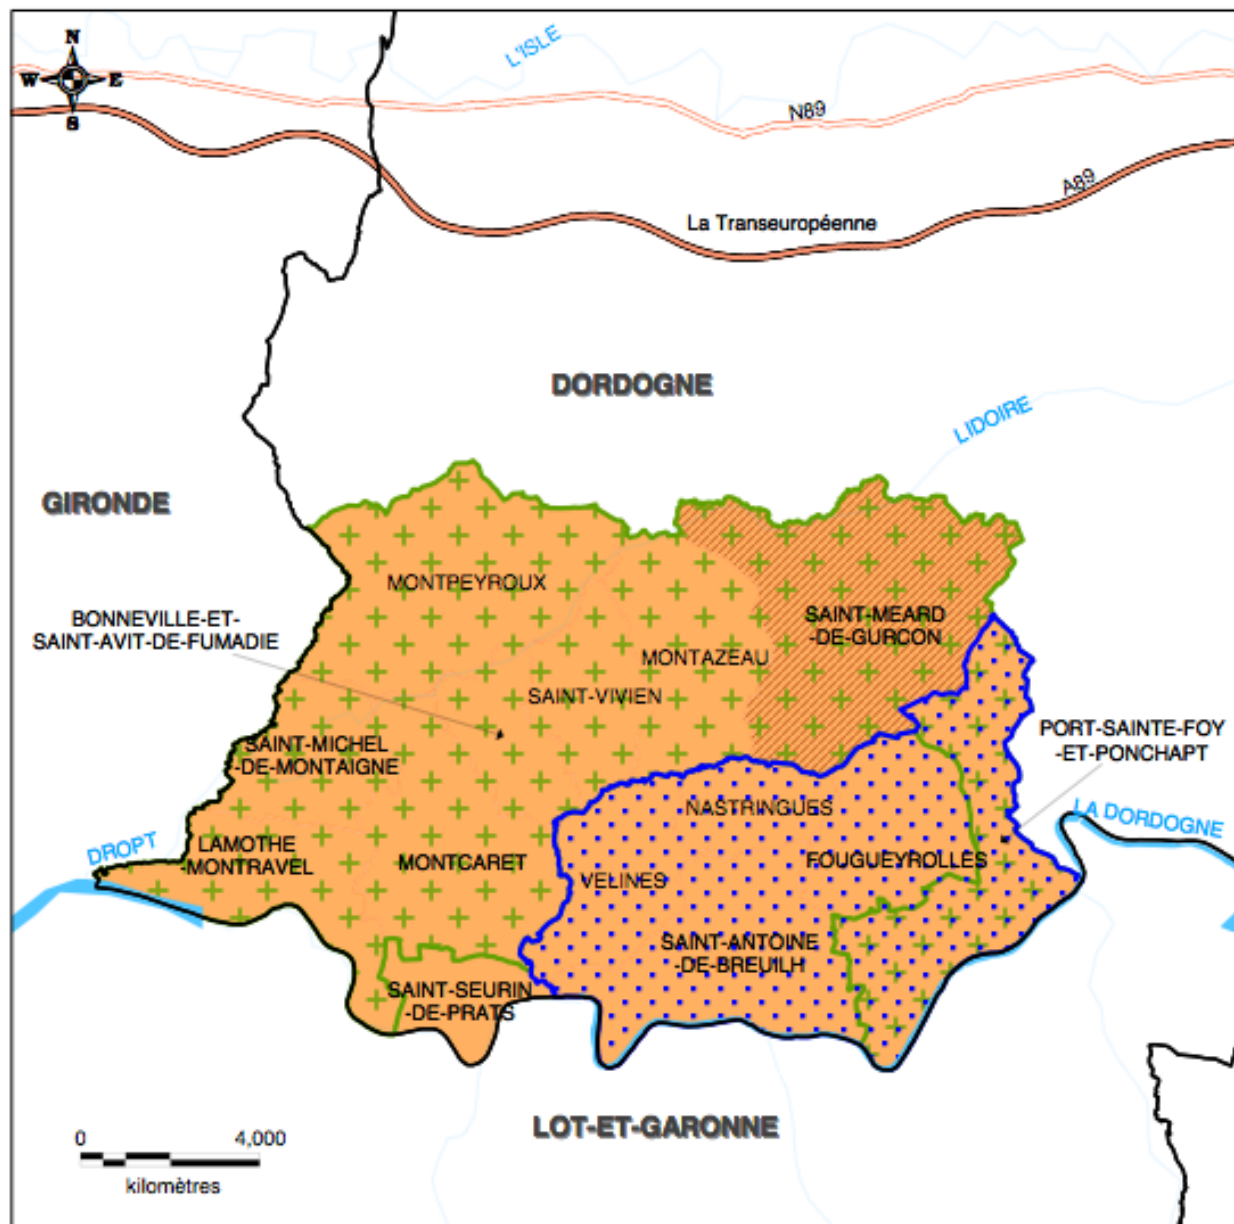 N
W E
S
L'ISLE
N89
A89
La Transeuropéenne
DORDOGNE
LIDOIRE
GIRONDE
MONTPEYROUX
BONNEVILLE-ET-
SAINT-AVIT-DE-FUMADIE
SAINT-MEARD
-DE-GURCON
MONTAZEAU
SAINT-VIVIEN
SAINT-MICHEL
-DE-MONTAIGNE
PORT-SAINTE-FOY
-ET-PONCHAPT
NASTRINGUES
LA DORDOGNE
DROPT
LAMOTHE
-MONTRAVEL
MONTCARET
FOUGUEYROLLES
VELINES
SAINT-ANTOINE
-DE-BREUILH
SAINT-SEURIN
-DE-PRATS
LOT-ET-GARONNE
0 4,000
kilomètres